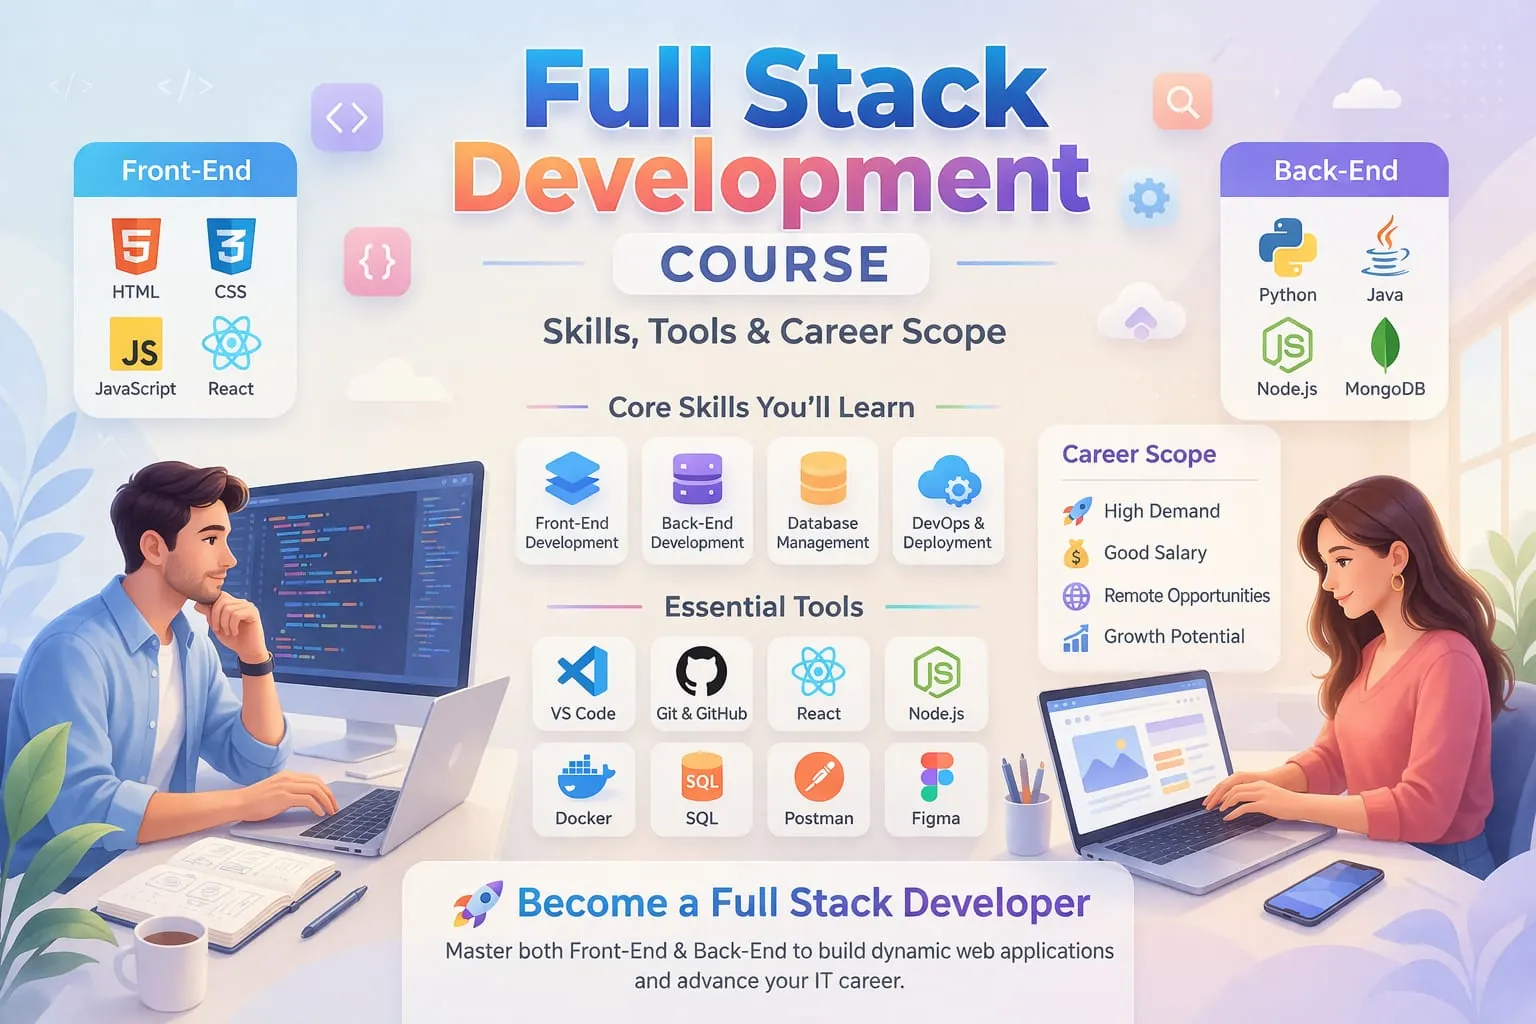 Full Stack
Development
COURSE
Skills, Tools & Career Scope
Front-End
5
3
HTML
CSS
JS
JavaScript
React
Back-End
Python
Java
JS
Node.js
MongoDB
Core Skills You'll Learn
Front-End
Development
Back-End
Development
Database
Management
DevOps &
Deployment
Career Scope
High Demand
$
Good Salary
Remote Opportunities
Growth Potential
Essential Tools
VS Code
Git & GitHub
React
JS
Node.js
Docker
SQL
SQL
Postman
Figma
Become a Full Stack Developer
Master both Front-End & Back-End to build dynamic web applications
and advance your IT career.